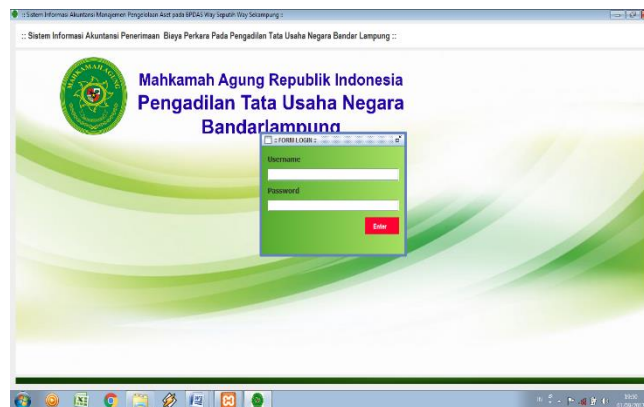 :: Sistem Informasi Akuntansi Manajemen Pengelolaan Aset pada BPDAS Way Seputih Way Sekampung ::
:: Sistem Informasi Akuntansi Penerimaan Biaya Perkara Pada Pengadilan Tata Usaha Negara Bandar Lampung ::
MAHKAMAH AGUNG
Mahkamah Agung Republik Indonesia
Pengadilan Tata Usaha Negara
Bandarlampung
:: FORM LOGIN ::
Username
Password
Enter